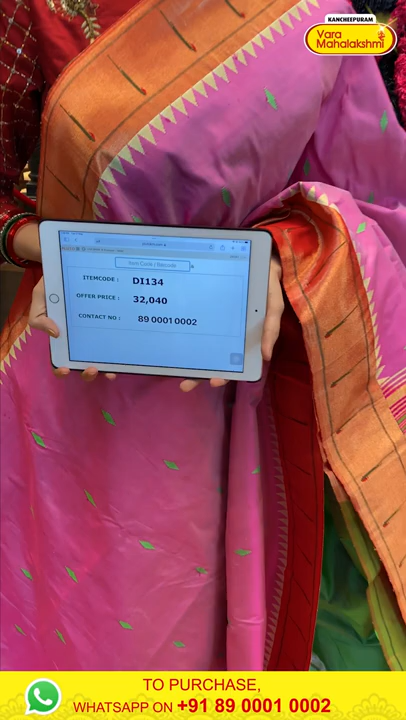 KANCHEEPURAM
Vara
Mahalakshmi
Item Code / Barcode
ITEMCODE : DI134
OFFER PRICE : 32,040
CONTACT NO : 89 0001 0002
TO PURCHASE,
WHATSAPP ON +91 89 0001 0002